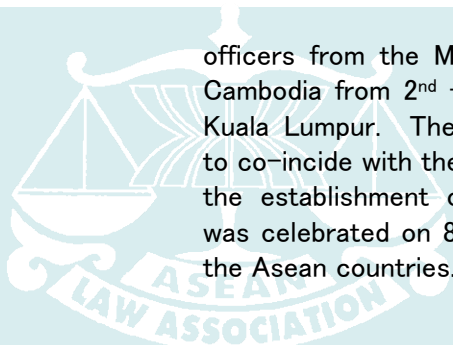 officers from the M
Cambodia from 2nd -
Kuala Lumpur. The
to co-incide with the
the establishment o
was celebrated on 8
the Asean countries.
ASEAN
LAW ASSOCIATION